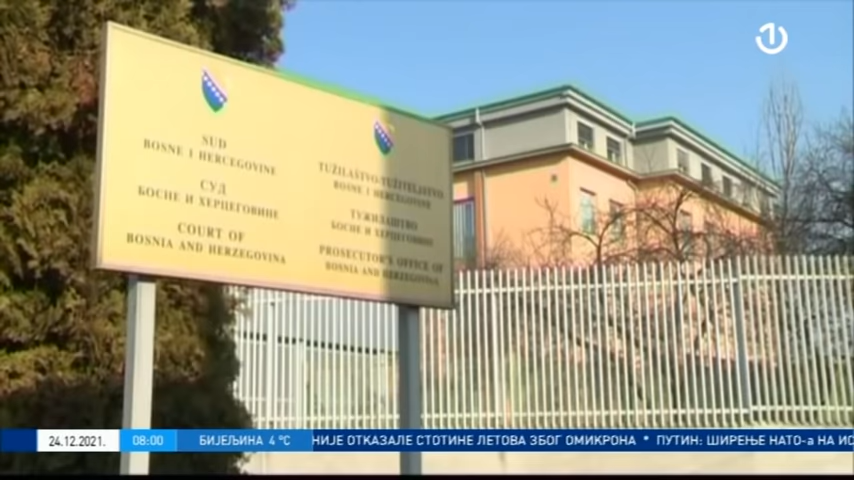 SUD
BOSNE I HERCEGOVINE
СУД
БОСНЕ И ХЕРЦЕГОВИНЕ
COURT OF
BOSNIA AND HERZEGOVINA
TUŽILAŠTVO-TUŽITELJSTVO
BOSNE I HERCEGOVINE
ТУЖИЛАШТВО
БОСНЕ И ХЕРЦЕГОВИНЕ
PROSECUTOR'S OFFICE OF
BOSNIA AND HERZEGOVINA
24.12.2021. 08:00 БИЈЕЉИНА 4 °C НИЈЕ ОТКАЗАЛЕ СТОТИНЕ ЛЕТОВА ЗБОГ ОМИКРОНА * ПУТИН: ШИРЕЊЕ НАТО-а НА ИС